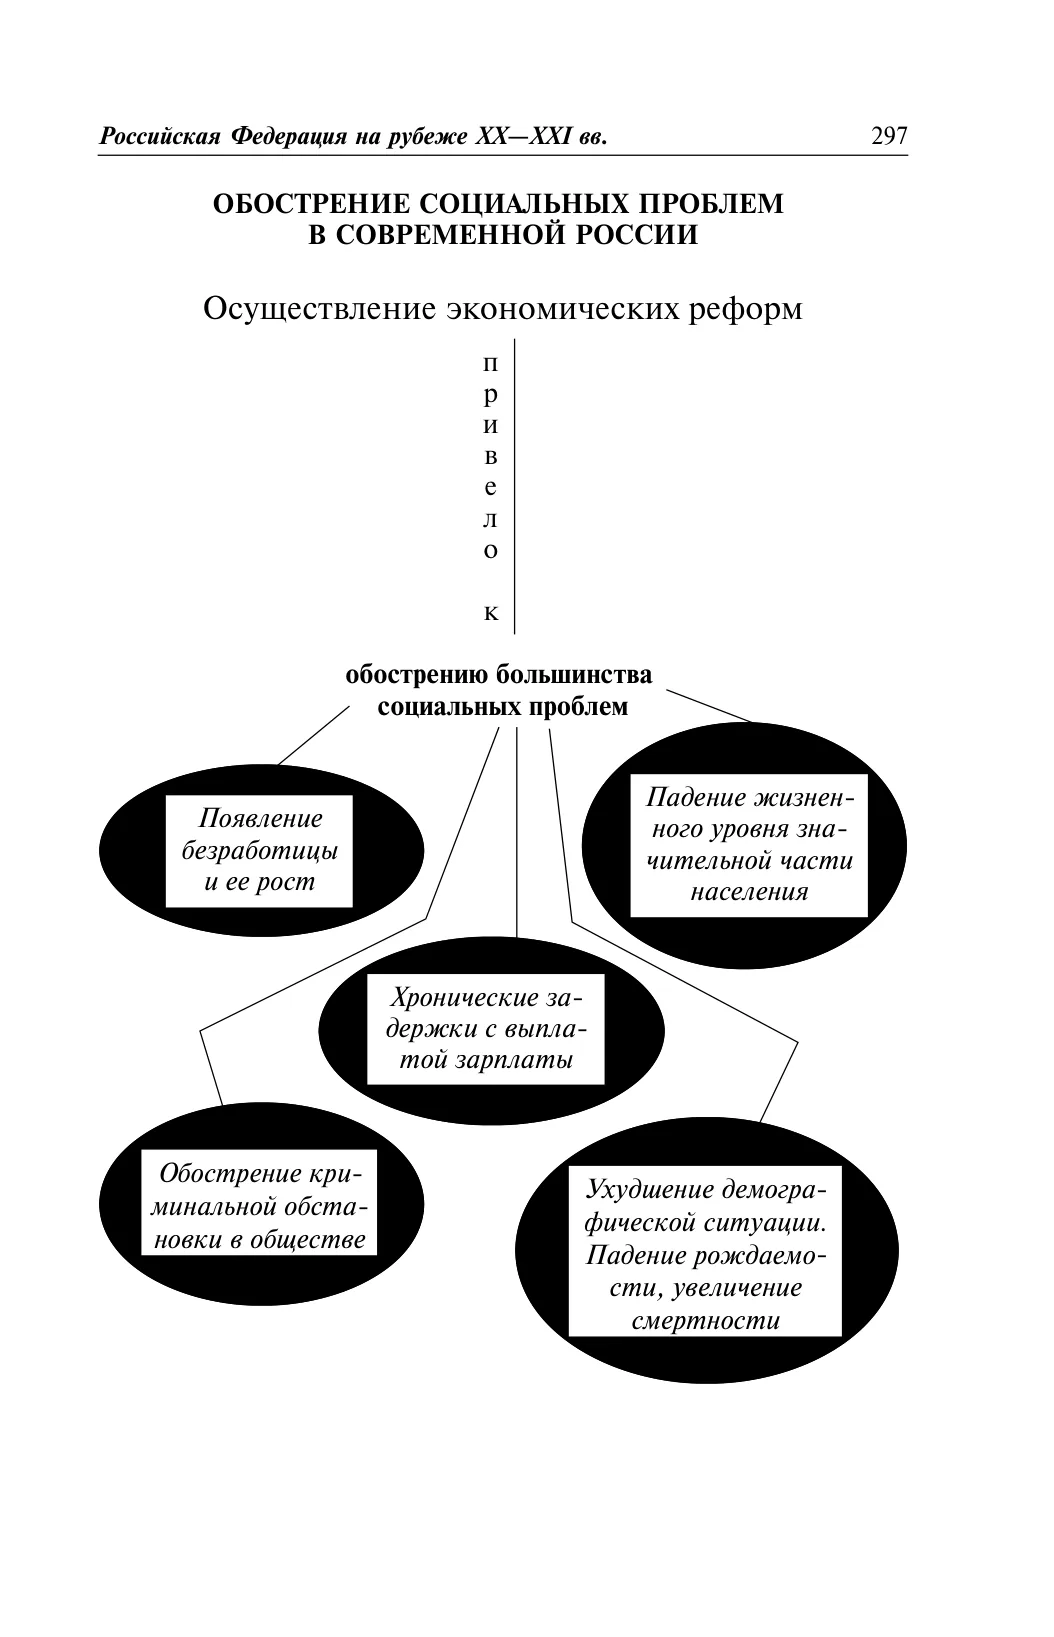 Российская Федерация на рубеже XX—XXI вв.
297
ОБОСТРЕНИЕ СОЦИАЛЬНЫХ ПРОБЛЕМ
В СОВРЕМЕННОЙ РОССИИ
Осуществление экономических реформ
п
р
и
в
е
л
о
к
обострению большинства
социальных проблем
Появление
безработицы
и ее рост
Падение жизнен-
ного уровня зна-
чительной части
населения
Хронические за-
держки с выпла-
той зарплаты
Обострение кри-
минальной обста-
новки в обществе
Ухудшение демогра-
фической ситуации.
Падение рождаемо-
сти, увеличение
смертности